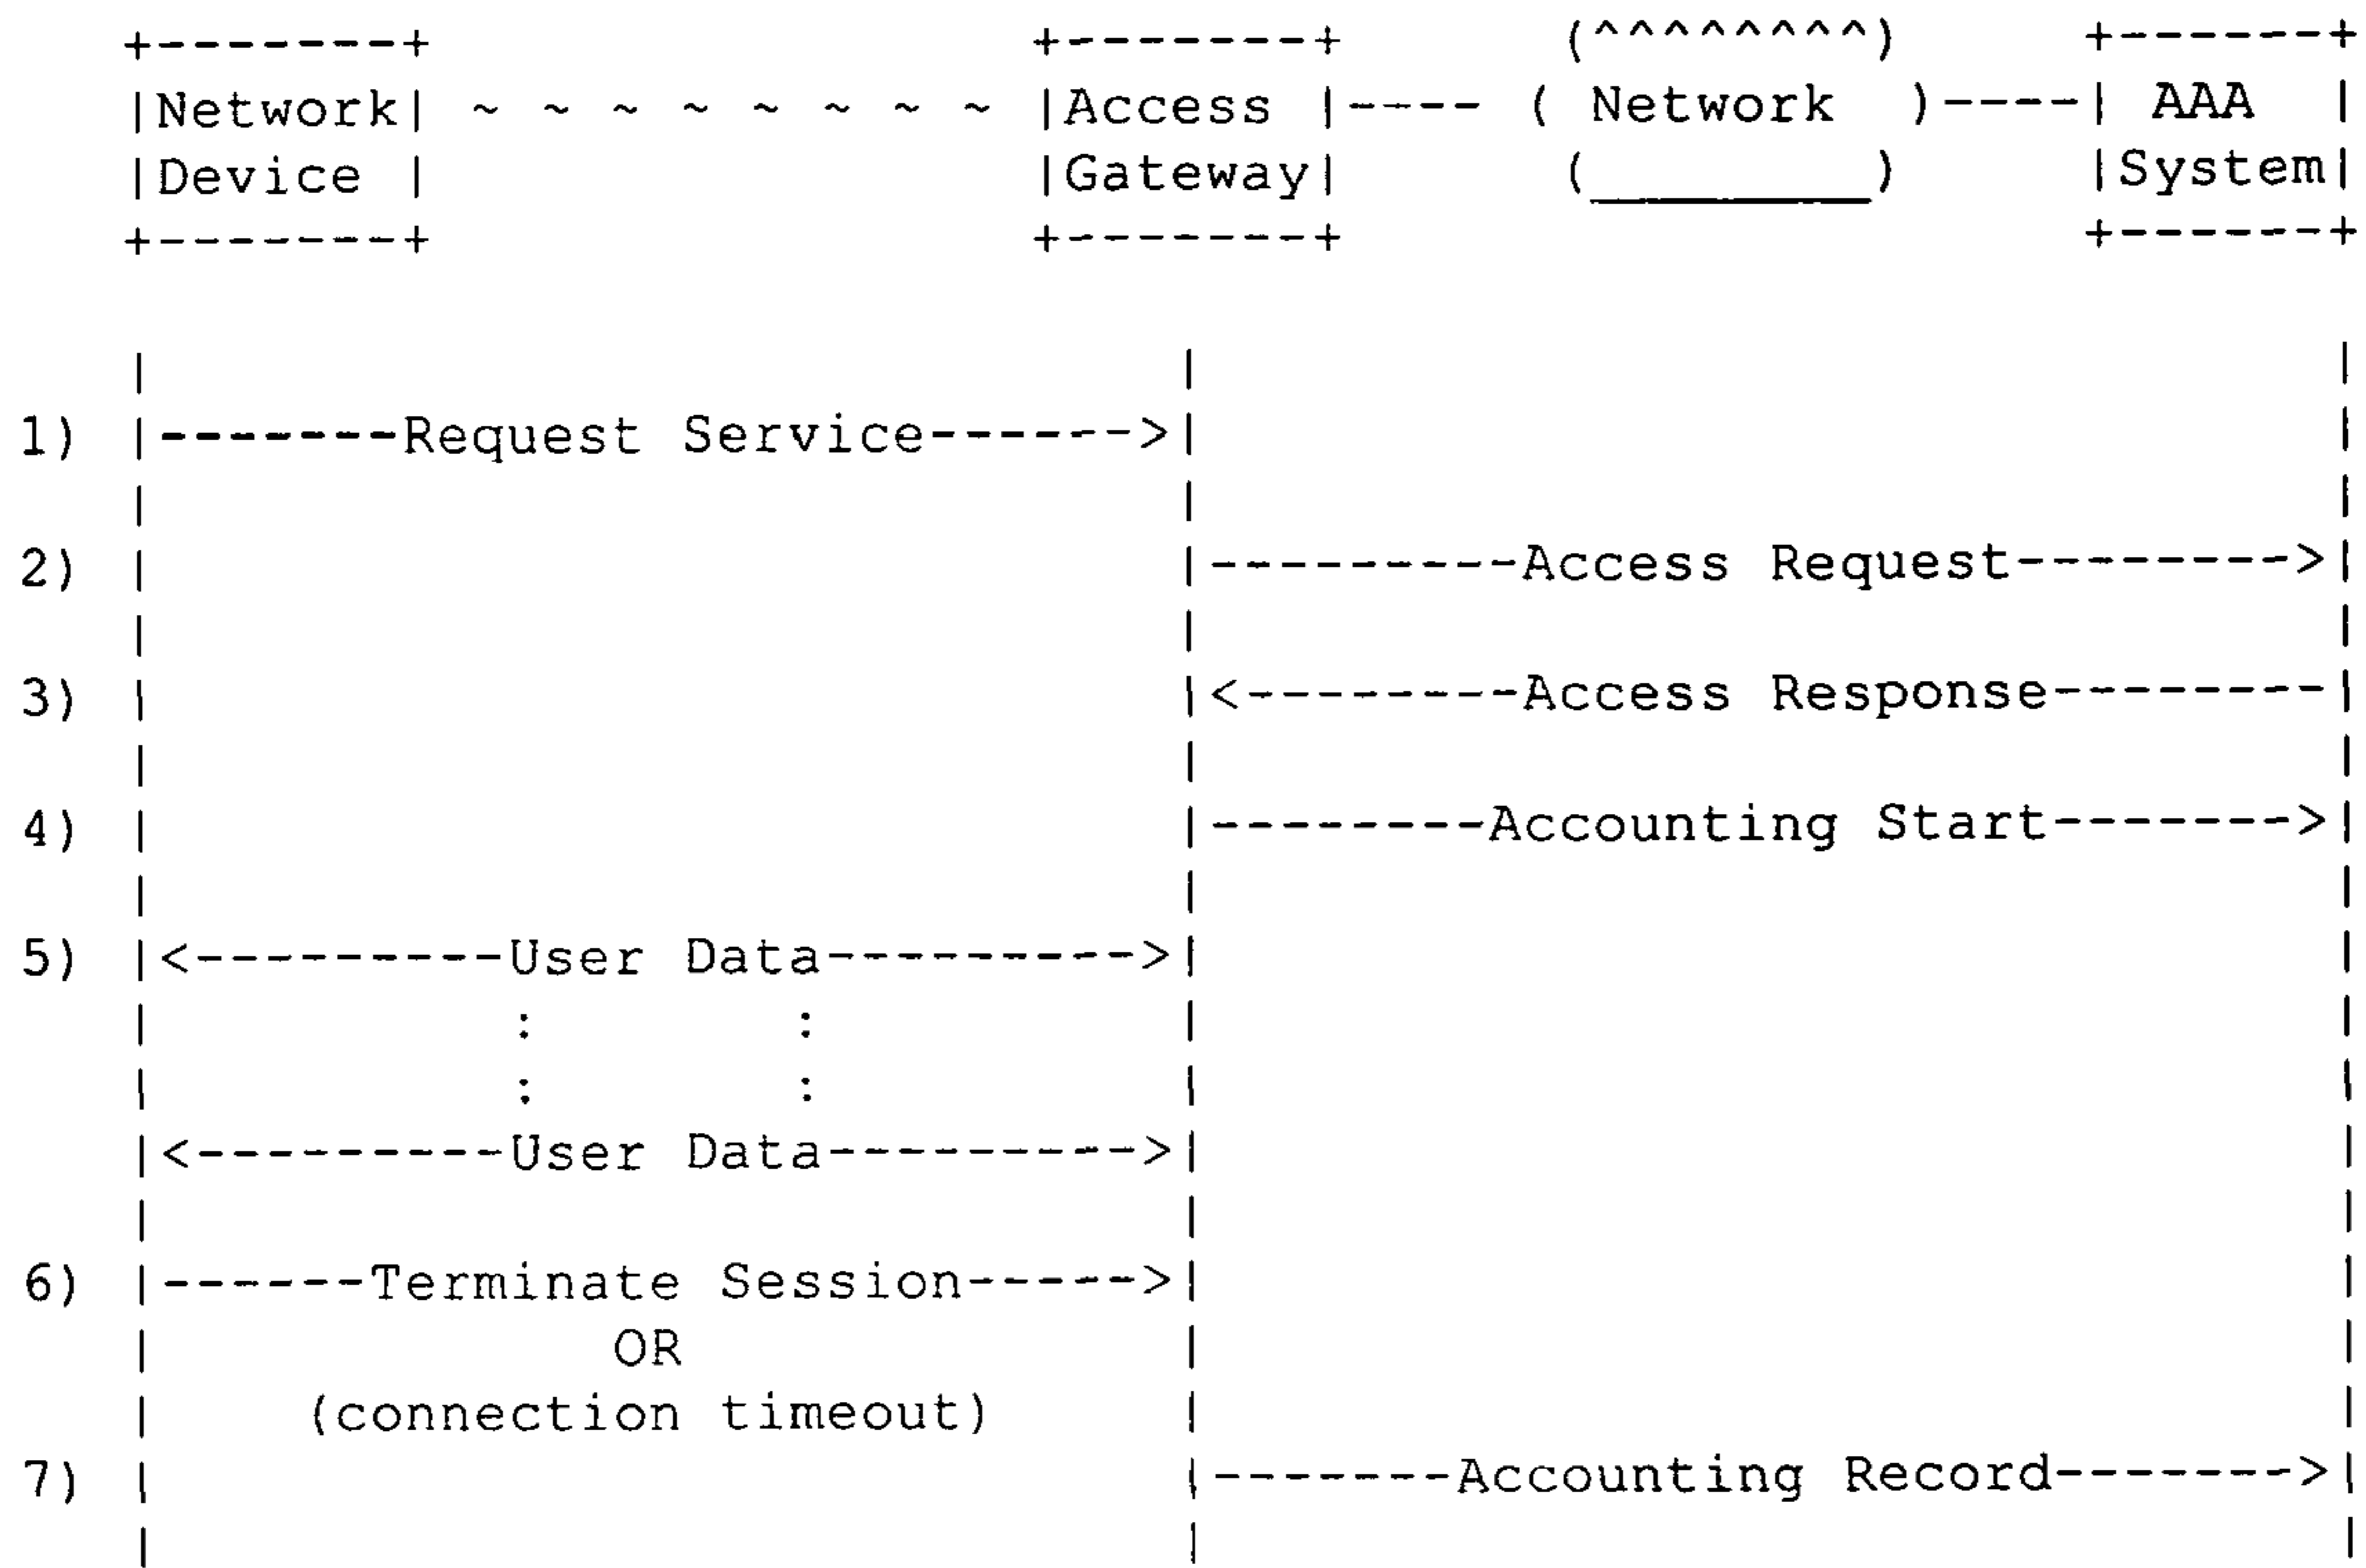 +--------+ +--------+ (^^^^^^^^) +-------+
|Network| ~ ~ ~ ~ ~ ~ ~ ~ |Access |---- ( Network )----| AAA |
|Device | |Gateway| (________) |System|
+--------+ +--------+ +-------+
| | |
1) |-------Request Service------>| |
| | |
2) | |---------Access Request-------->|
| | |
3) | |<--------Access Response--------|
| | |
4) | |--------Accounting Start------->|
| | |
5) |<---------User Data--------->| |
| : : | |
| : : | |
|<---------User Data--------->| |
| | |
6) |------Terminate Session----->| |
| OR | |
| (connection timeout) | |
7) | |-------Accounting Record------->|
| | |